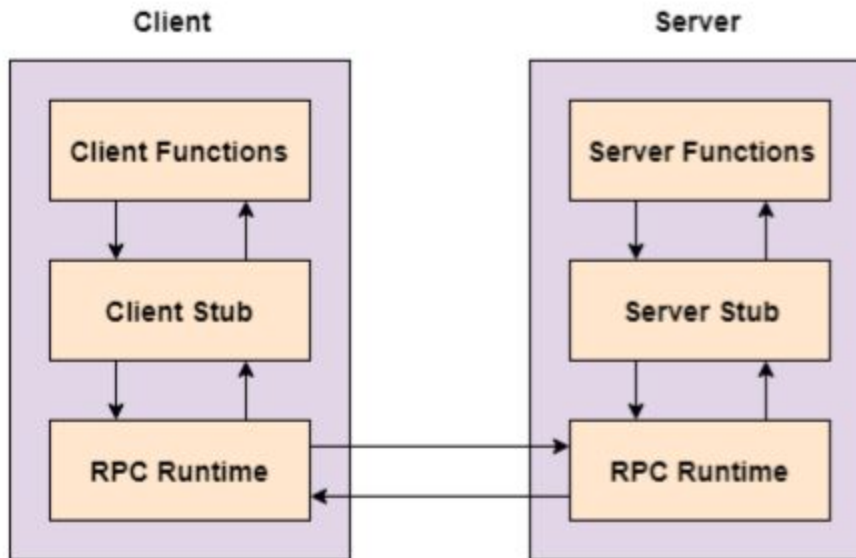 Client
Server
Client Functions
Server Functions
Client Stub
Server Stub
RPC Runtime
RPC Runtime